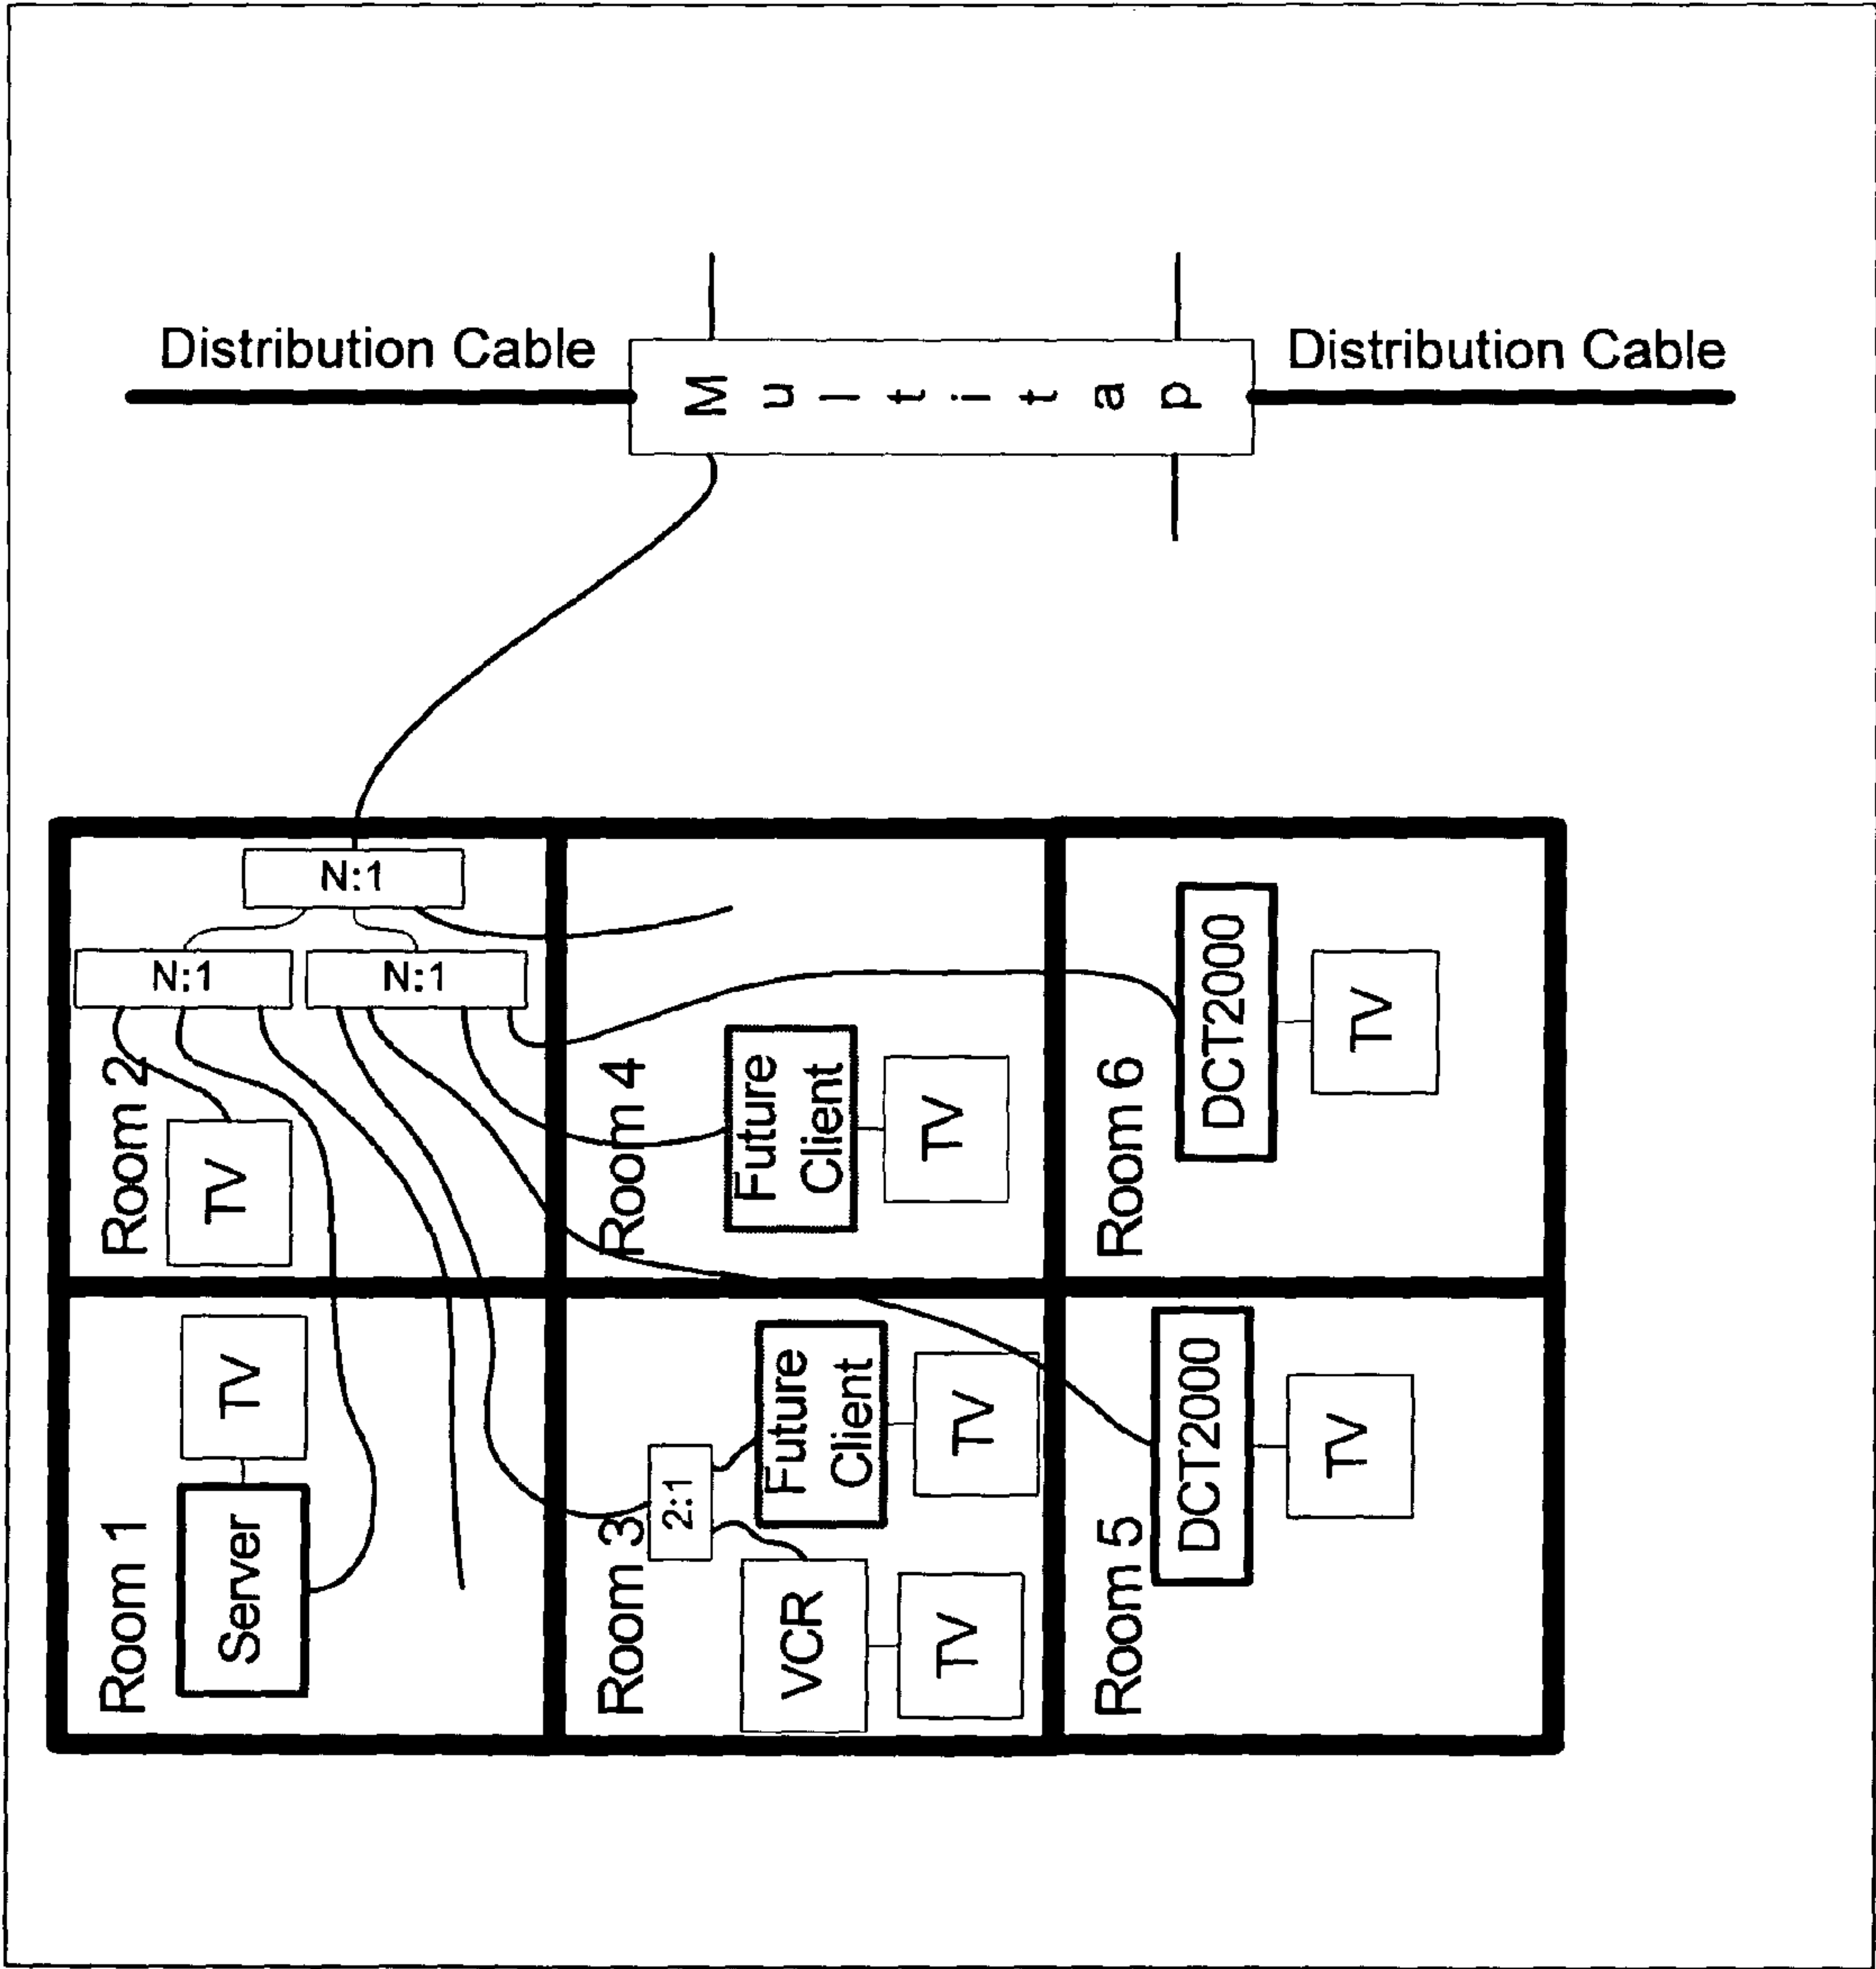 Distribution Cable
Multitap
Distribution Cable
Room 1
Server
TV
Room 2
TV
N:1
N:1
N:1
Room 3
2:1
VCR
TV
Future
Client
TV
Room 4
Future
Client
TV
Room 5
DCT2000
TV
Room 6
DCT2000
TV